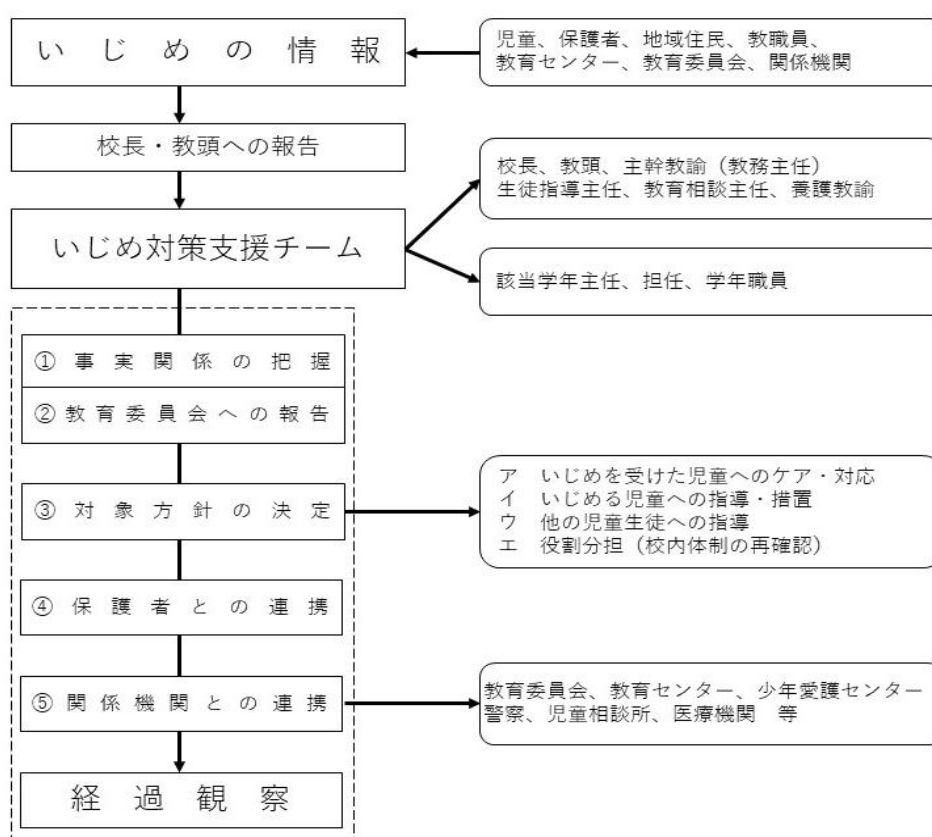 いじめの情報
児童、保護者、地域住民、教職員、
教育センター、教育委員会、関係機関
校長・教頭への報告
校長、教頭、主幹教諭（教務主任）
生徒指導主任、教育相談主任、養護教諭
いじめ対策支援チーム
該当学年主任、担任、学年職員
①事実関係の把握
②教育委員会への報告
③対象方針の決定
ア　いじめを受けた児童へのケア・対応
イ　いじめる児童への指導・措置
ウ　他の児童生徒への指導
エ　役割分担（校内体制の再確認）
④保護者との連携
⑤関係機関との連携
教育委員会、教育センター、少年愛護センター
警察、児童相談所、医療機関　等
経過観察